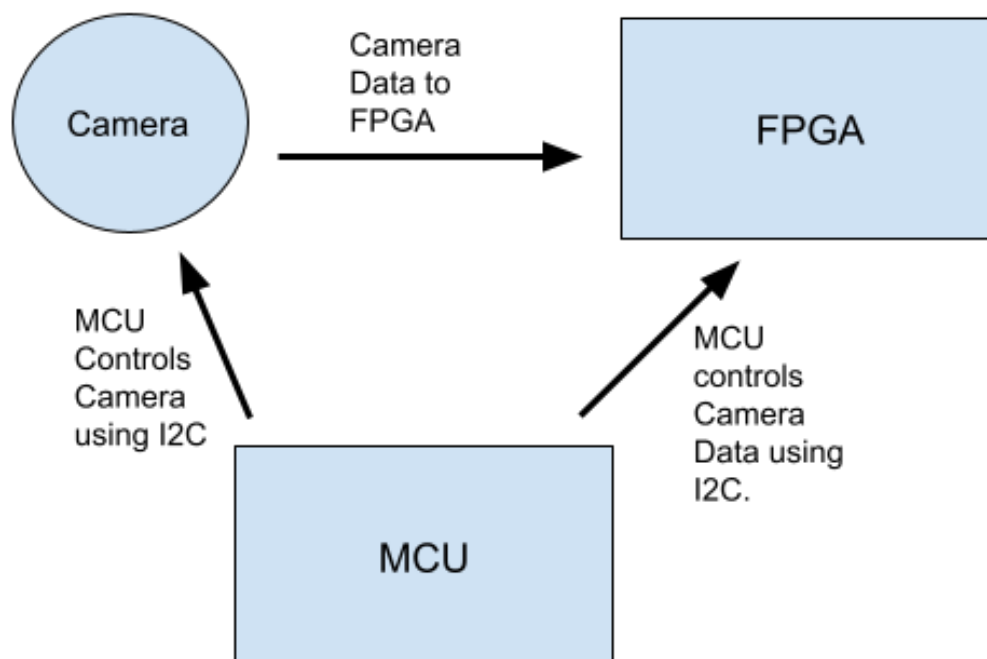 Camera
Camera
Data to
FPGA
FPGA
MCU
Controls
Camera
using I2C
MCU
controls
Camera
Data using
I2C.
MCU